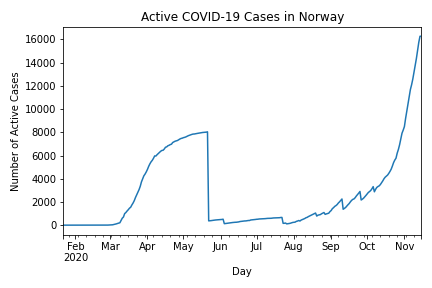 Active COVID-19 Cases in Norway
Number of Active Cases
16000
14000
12000
10000
8000
6000
4000
2000
0
Feb Mar Apr May Jun Jul Aug Sep Oct Nov
2020
Day